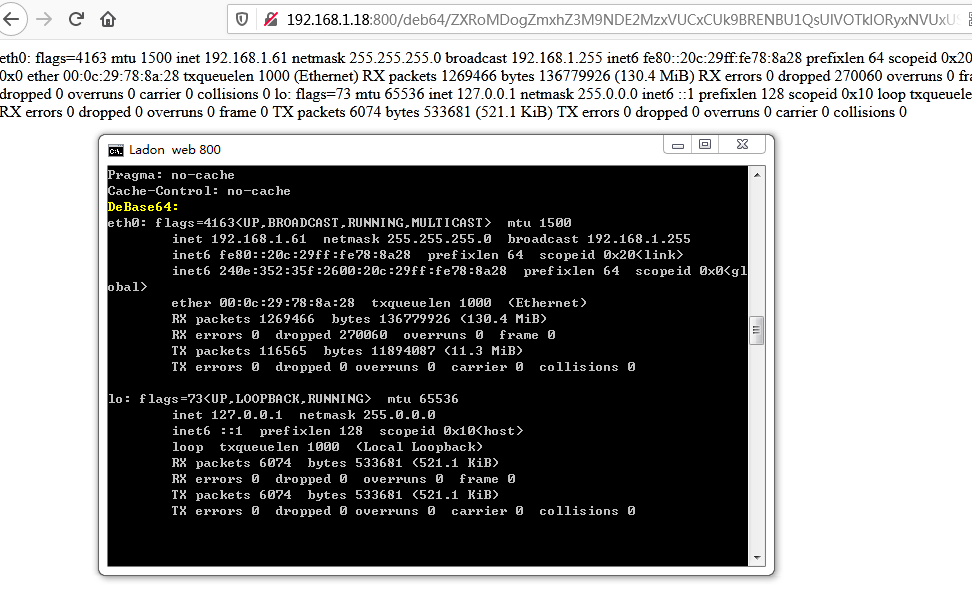 192.168.1.18:800/deb64/ZXRoMDogZmxhZ3M9NDE2MzxVUCxCUk9BRENBU1QsUlVOTklORyxNVUxU
eth0: flags=4163 mtu 1500 inet 192.168.1.61 netmask 255.255.255.0 broadcast 192.168.1.255 inet6 fe80::20c:29ff:fe78:8a28 prefixlen 64 scopeid 0x20
0x0 ether 00:0c:29:78:8a:28 txqueuelen 1000 (Ethernet) RX packets 1269466 bytes 136779926 (130.4 MiB) RX errors 0 dropped 270060 overruns 0 fra
dropped 0 overruns 0 carrier 0 collisions 0 lo: flags=73 mtu 65536 inet 127.0.0.1 netmask 255.0.0.0 inet6 ::1 prefixlen 128 scopeid 0x10 loop txqueuele
RX errors 0 dropped 0 overruns 0 frame 0 TX packets 6074 bytes 533681 (521.1 KiB) TX errors 0 dropped 0 overruns 0 carrier 0 collisions 0
Ladon web 800
Pragma: no-cache
Cache-Control: no-cache
DeBase64:
eth0: flags=4163<UP,BROADCAST,RUNNING,MULTICAST> mtu 1500
inet 192.168.1.61 netmask 255.255.255.0 broadcast 192.168.1.255
inet6 fe80::20c:29ff:fe78:8a28 prefixlen 64 scopeid 0x20<link>
inet6 240e:352:35f:2600:20c:29ff:fe78:8a28 prefixlen 64 scopeid 0x0<gl
obal>
ether 00:0c:29:78:8a:28 txqueuelen 1000 (Ethernet)
RX packets 1269466 bytes 136779926 (130.4 MiB)
RX errors 0 dropped 270060 overruns 0 frame 0
TX packets 116565 bytes 11894087 (11.3 MiB)
TX errors 0 dropped 0 overruns 0 carrier 0 collisions 0
lo: flags=73<UP,LOOPBACK,RUNNING> mtu 65536
inet 127.0.0.1 netmask 255.0.0.0
inet6 ::1 prefixlen 128 scopeid 0x10<host>
loop txqueuelen 1000 (Local Loopback)
RX packets 6074 bytes 533681 (521.1 KiB)
RX errors 0 dropped 0 overruns 0 frame 0
TX packets 6074 bytes 533681 (521.1 KiB)
TX errors 0 dropped 0 overruns 0 carrier 0 collisions 0